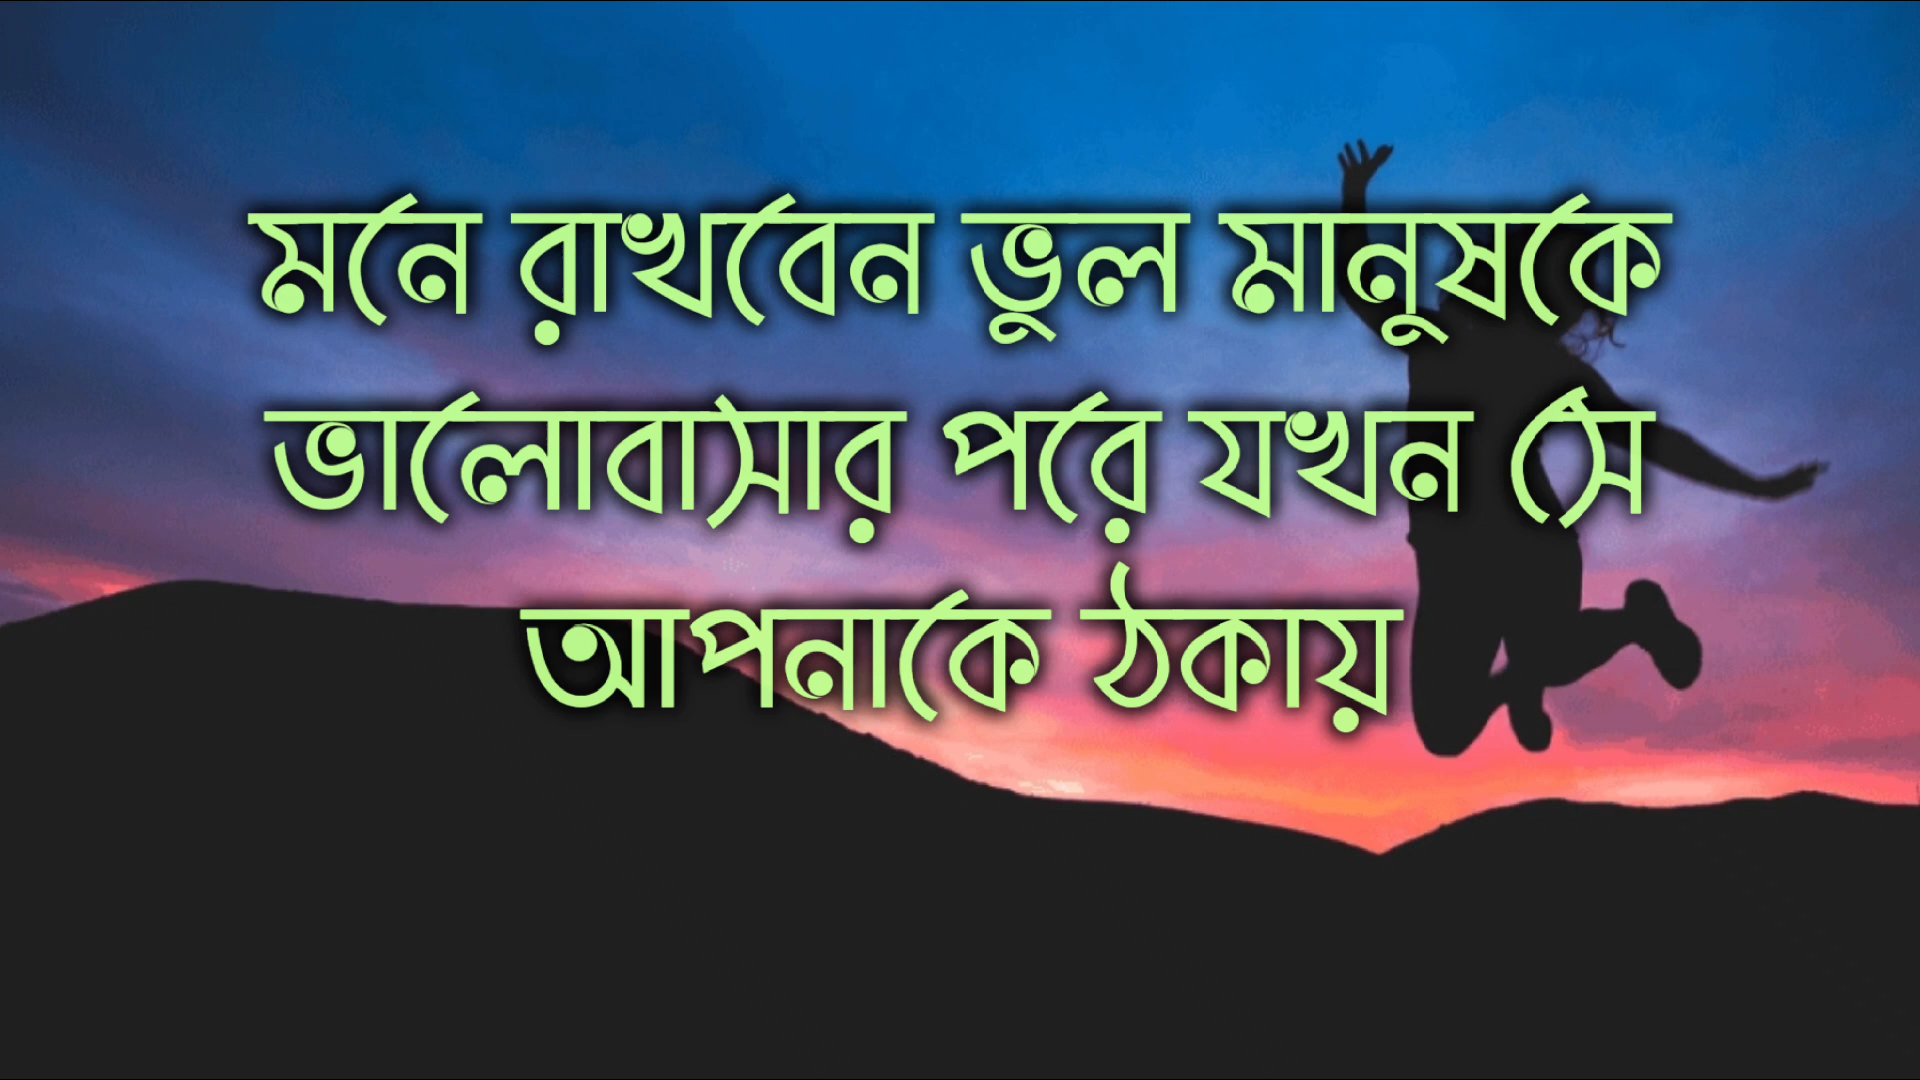 মনে রাখবেন ভুল মানুষকে
ভালোবাসার পরে যখন সে
আপনাকে ঠকায়